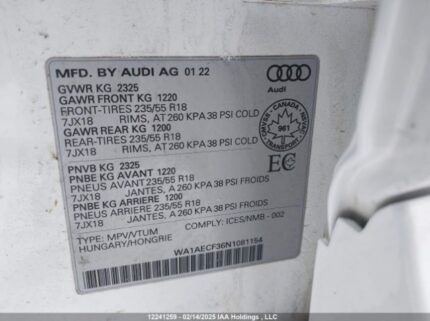 MFD. BY AUDI AG 01 22
GVWR KG 2325
GAWR FRONT KG 1220
FRONT-TIRES 235/55 R18
7JX18 RIMS, AT 260 KPA 38 PSI COLD
GAWR REAR KG 1200
REAR-TIRES 235/55 R18
7JX18 RIMS, AT 260 KPA 38 PSI COLD
Audi
CANADA
981
TRANSPORT
EC
PNVB KG 2325
PNBE KG AVANT 1220
PNEUS AVANT 235/55 R18
7JX18 JANTES, A 260 KPA 38 PSI FROIDS
PNBE KG ARRIERE 1200
PNEUS ARRIERE 235/55 R18
7JX18 JANTES, A 260 KPA 38 PSI FROIDS
TYPE: MPV/VTUM COMPLY: ICES/NMB - 002
HUNGARY/HONGRIE
WA1AECF36N1081154
12241259 - 02/14/2025 IAA Holdings , LLC